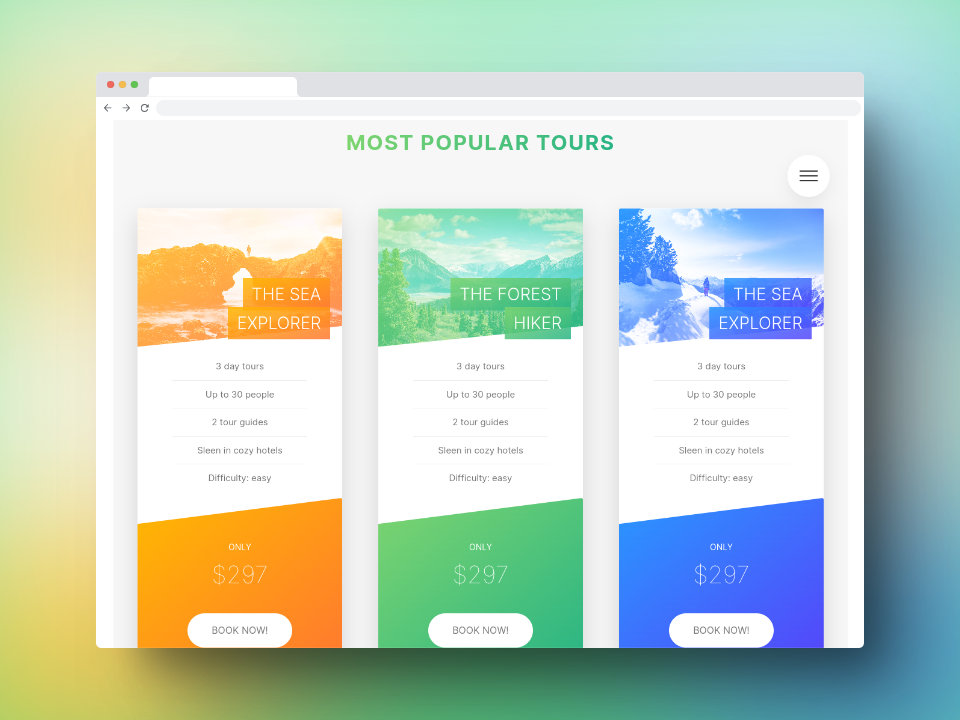 MOST POPULAR TOURS
THE SEA
EXPLORER
3 day tours
Up to 30 people
2 tour guides
Sleen in cozy hotels
Difficulty: easy
ONLY
$297
BOOK NOW!
THE FOREST
HIKER
3 day tours
Up to 30 people
2 tour guides
Sleen in cozy hotels
Difficulty: easy
ONLY
$297
BOOK NOW!
THE SEA
EXPLORER
3 day tours
Up to 30 people
2 tour guides
Sleen in cozy hotels
Difficulty: easy
ONLY
$297
BOOK NOW!